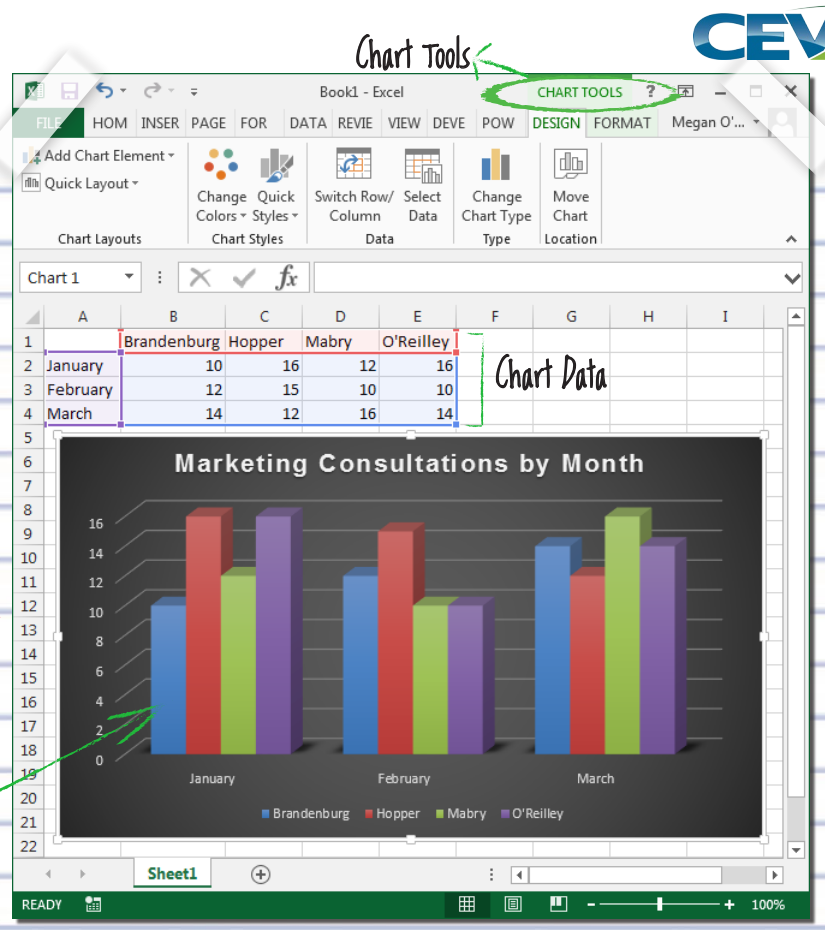 Chart Tools
CEV
Book1 - Excel
CHART TOOLS
?
FILE HOM INSER PAGE FOR DATA REVIE VIEW DEVE POW DESIGN FORMAT Megan O'...
Add Chart Element
Quick Layout
Change Colors
Quick Styles
Switch Row/ Column
Select Data
Change Chart Type
Move Chart
Chart Layouts Chart Styles Data Type Location
Chart 1 fx
A B C D E F G H I
1 Brandenburg Hopper Mabry O'Reilley
2 January 10 16 12 16
3 February 12 15 10 10
4 March 14 12 16 14
Chart Data
5
6
7
8
9
10
11
12
13
14
15
16
17
18
19
20
21
22
Marketing Consultations by Month
16
14
12
10
8
6
4
2
0
January February March
Brandenburg Hopper Mabry O'Reilley
Sheet1
READY 100%